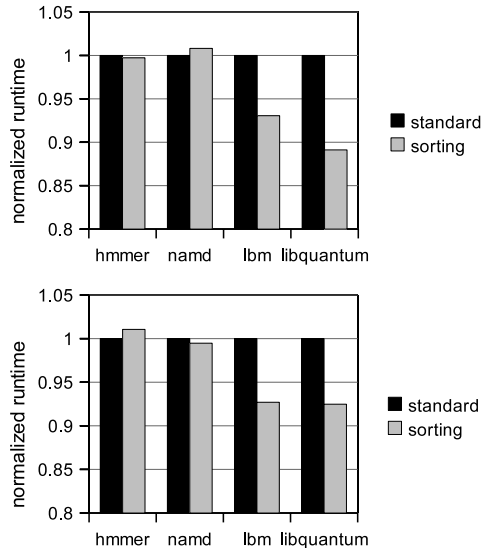 1.05
1
0.95
0.9
0.85
0.8
normalized runtime
hmmer namd lbm libquantum
standard
sorting
1.05
1
0.95
0.9
0.85
0.8
normalized runtime
hmmer namd lbm libquantum
standard
sorting